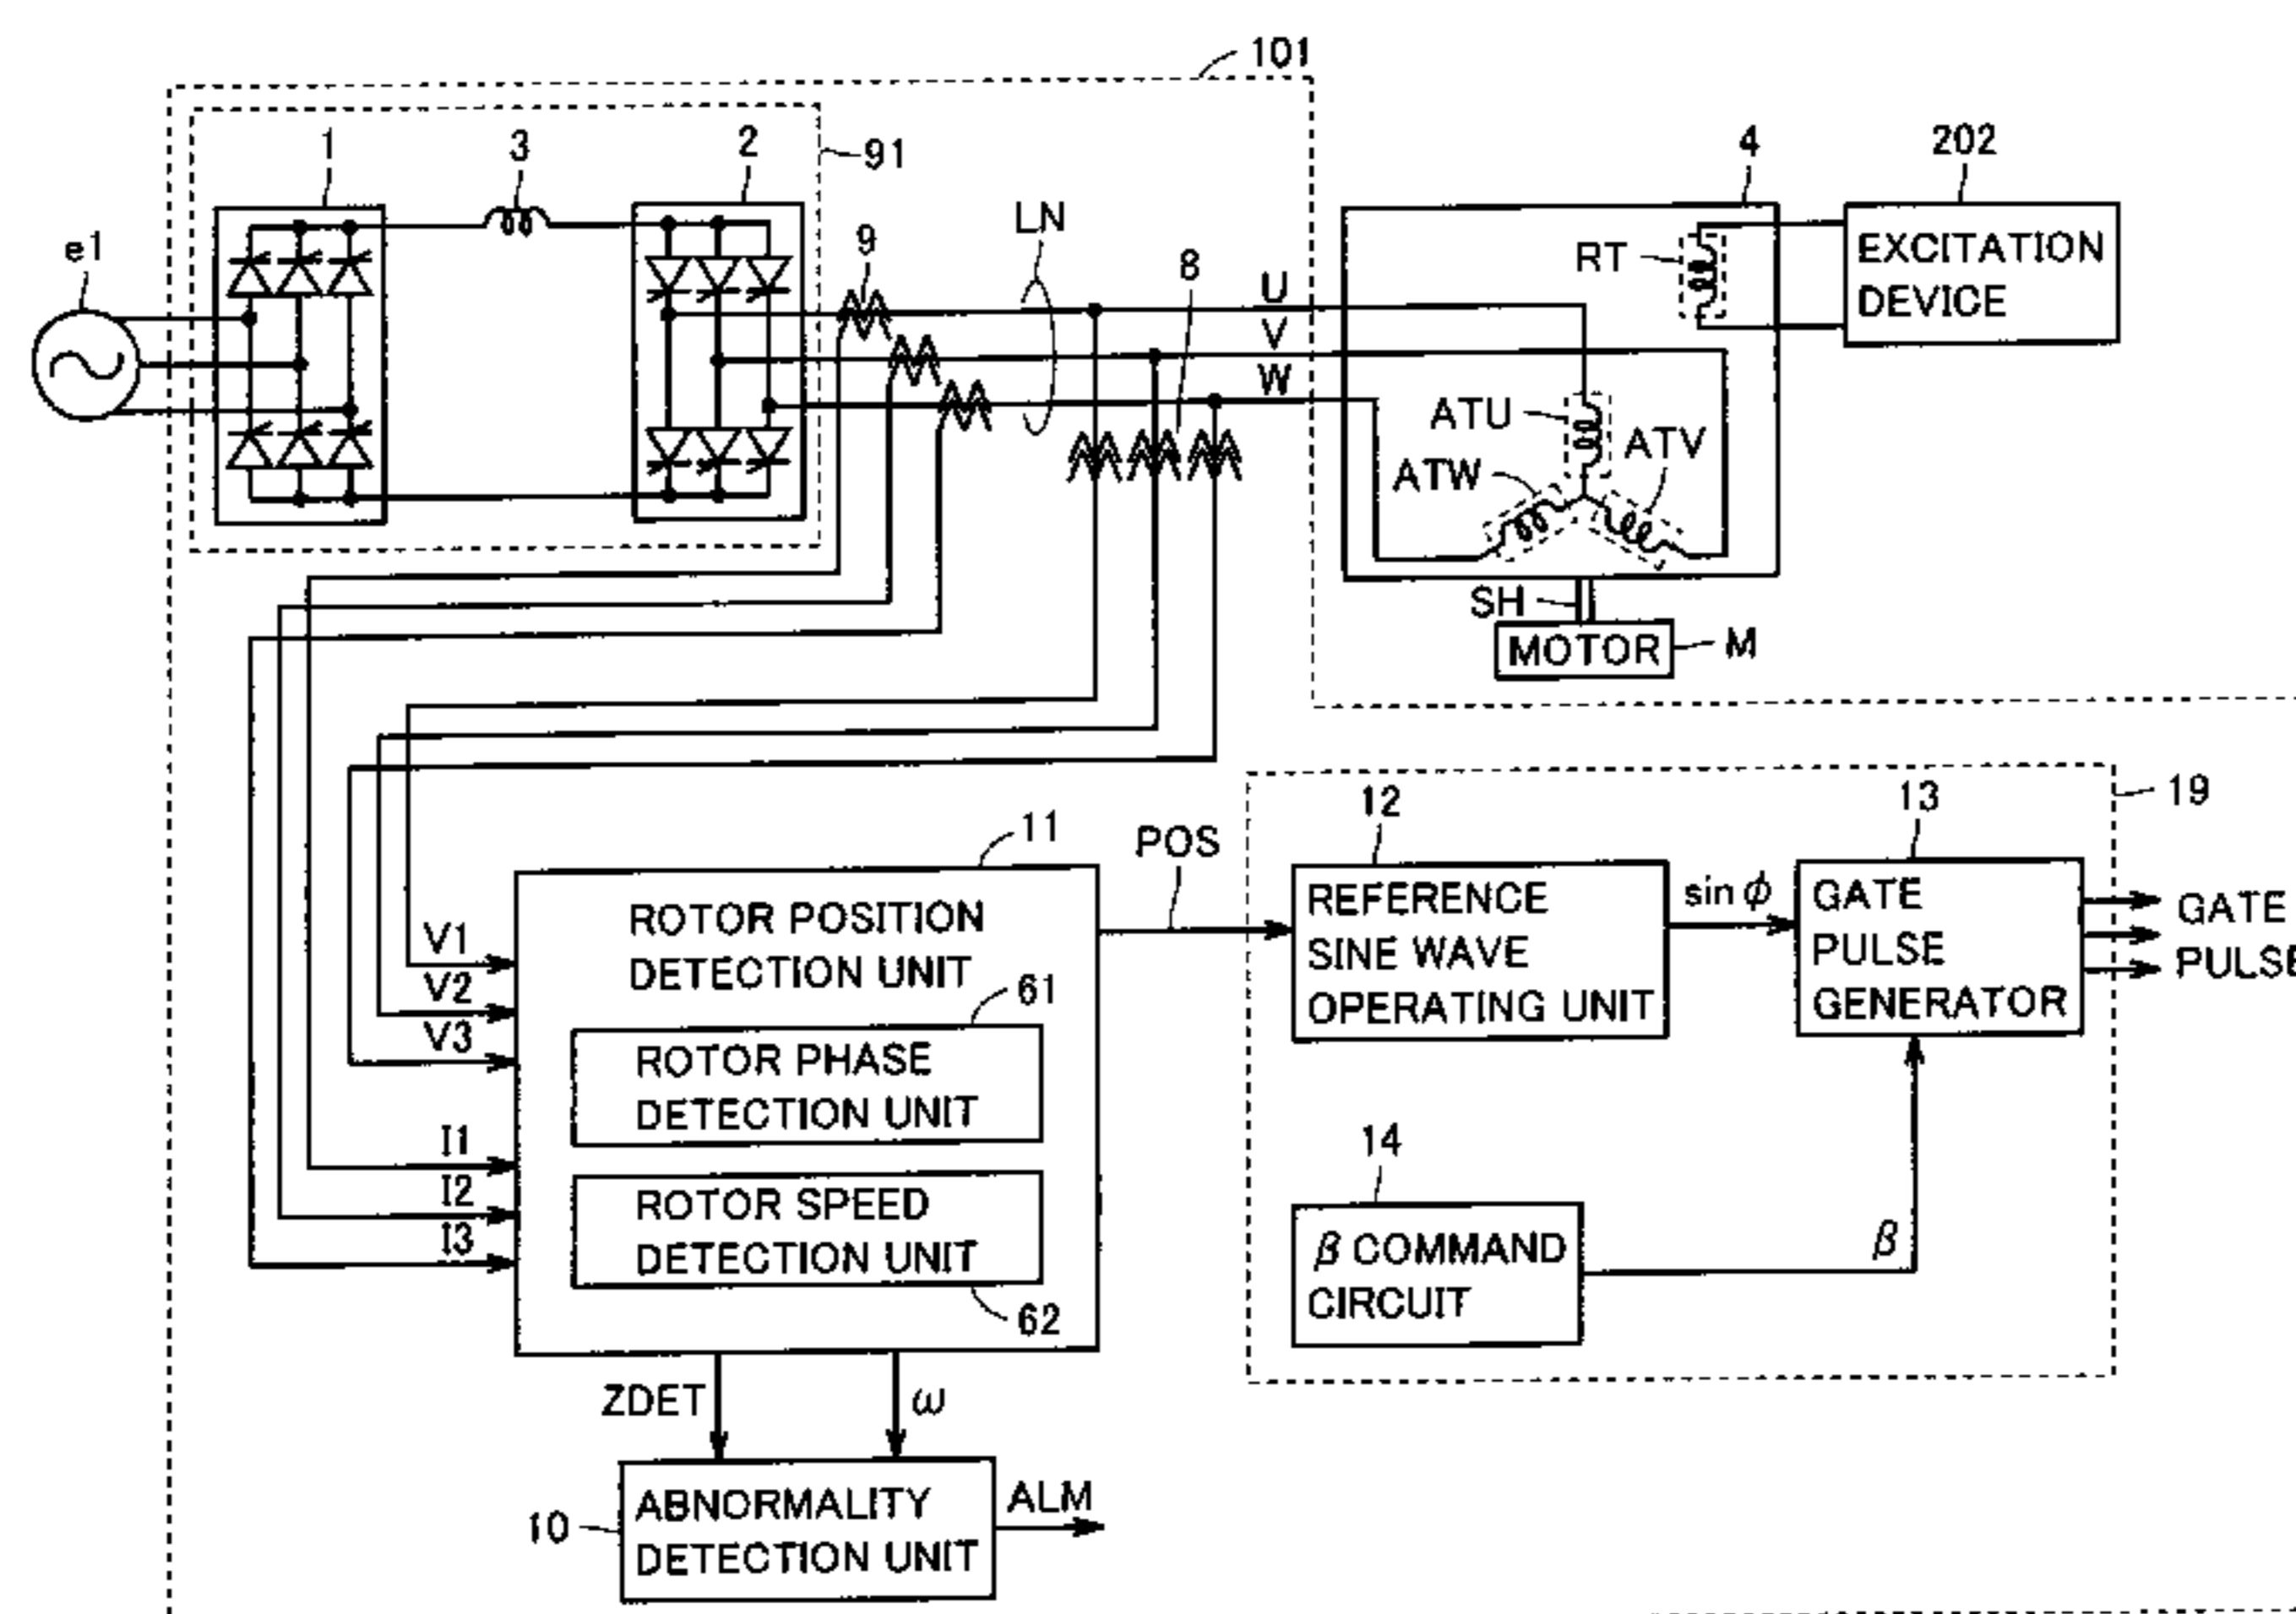 101
1
3
2
91
4
202
e1
9
LN
8
U
V
W
RT
EXCITATION
DEVICE
ATU
ATV
ATW
SH
MOTOR
M
11
POS
12
13
19
ROTOR POSITION
DETECTION UNIT
V1
V2
V3
61
ROTOR PHASE
DETECTION UNIT
I1
I2
I3
ROTOR SPEED
DETECTION UNIT
62
REFERENCE
SINE WAVE
OPERATING UNIT
sin ϕ
GATE
PULSE
GENERATOR
GATE
PULSE
14
β COMMAND
CIRCUIT
β
ZDET
ω
10
ABNORMALITY
DETECTION UNIT
ALM